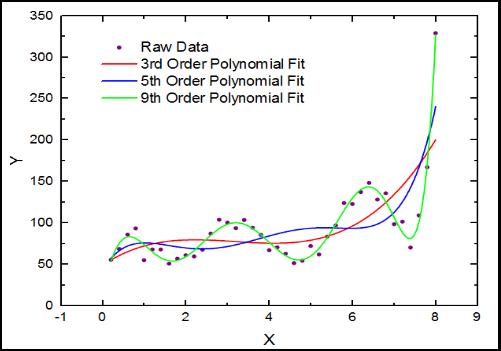 350
300
250
200
150
100
50
0
Y
Raw Data
3rd Order Polynomial Fit
5th Order Polynomial Fit
9th Order Polynomial Fit
-1 0 1 2 3 4 5 6 7 8 9
X